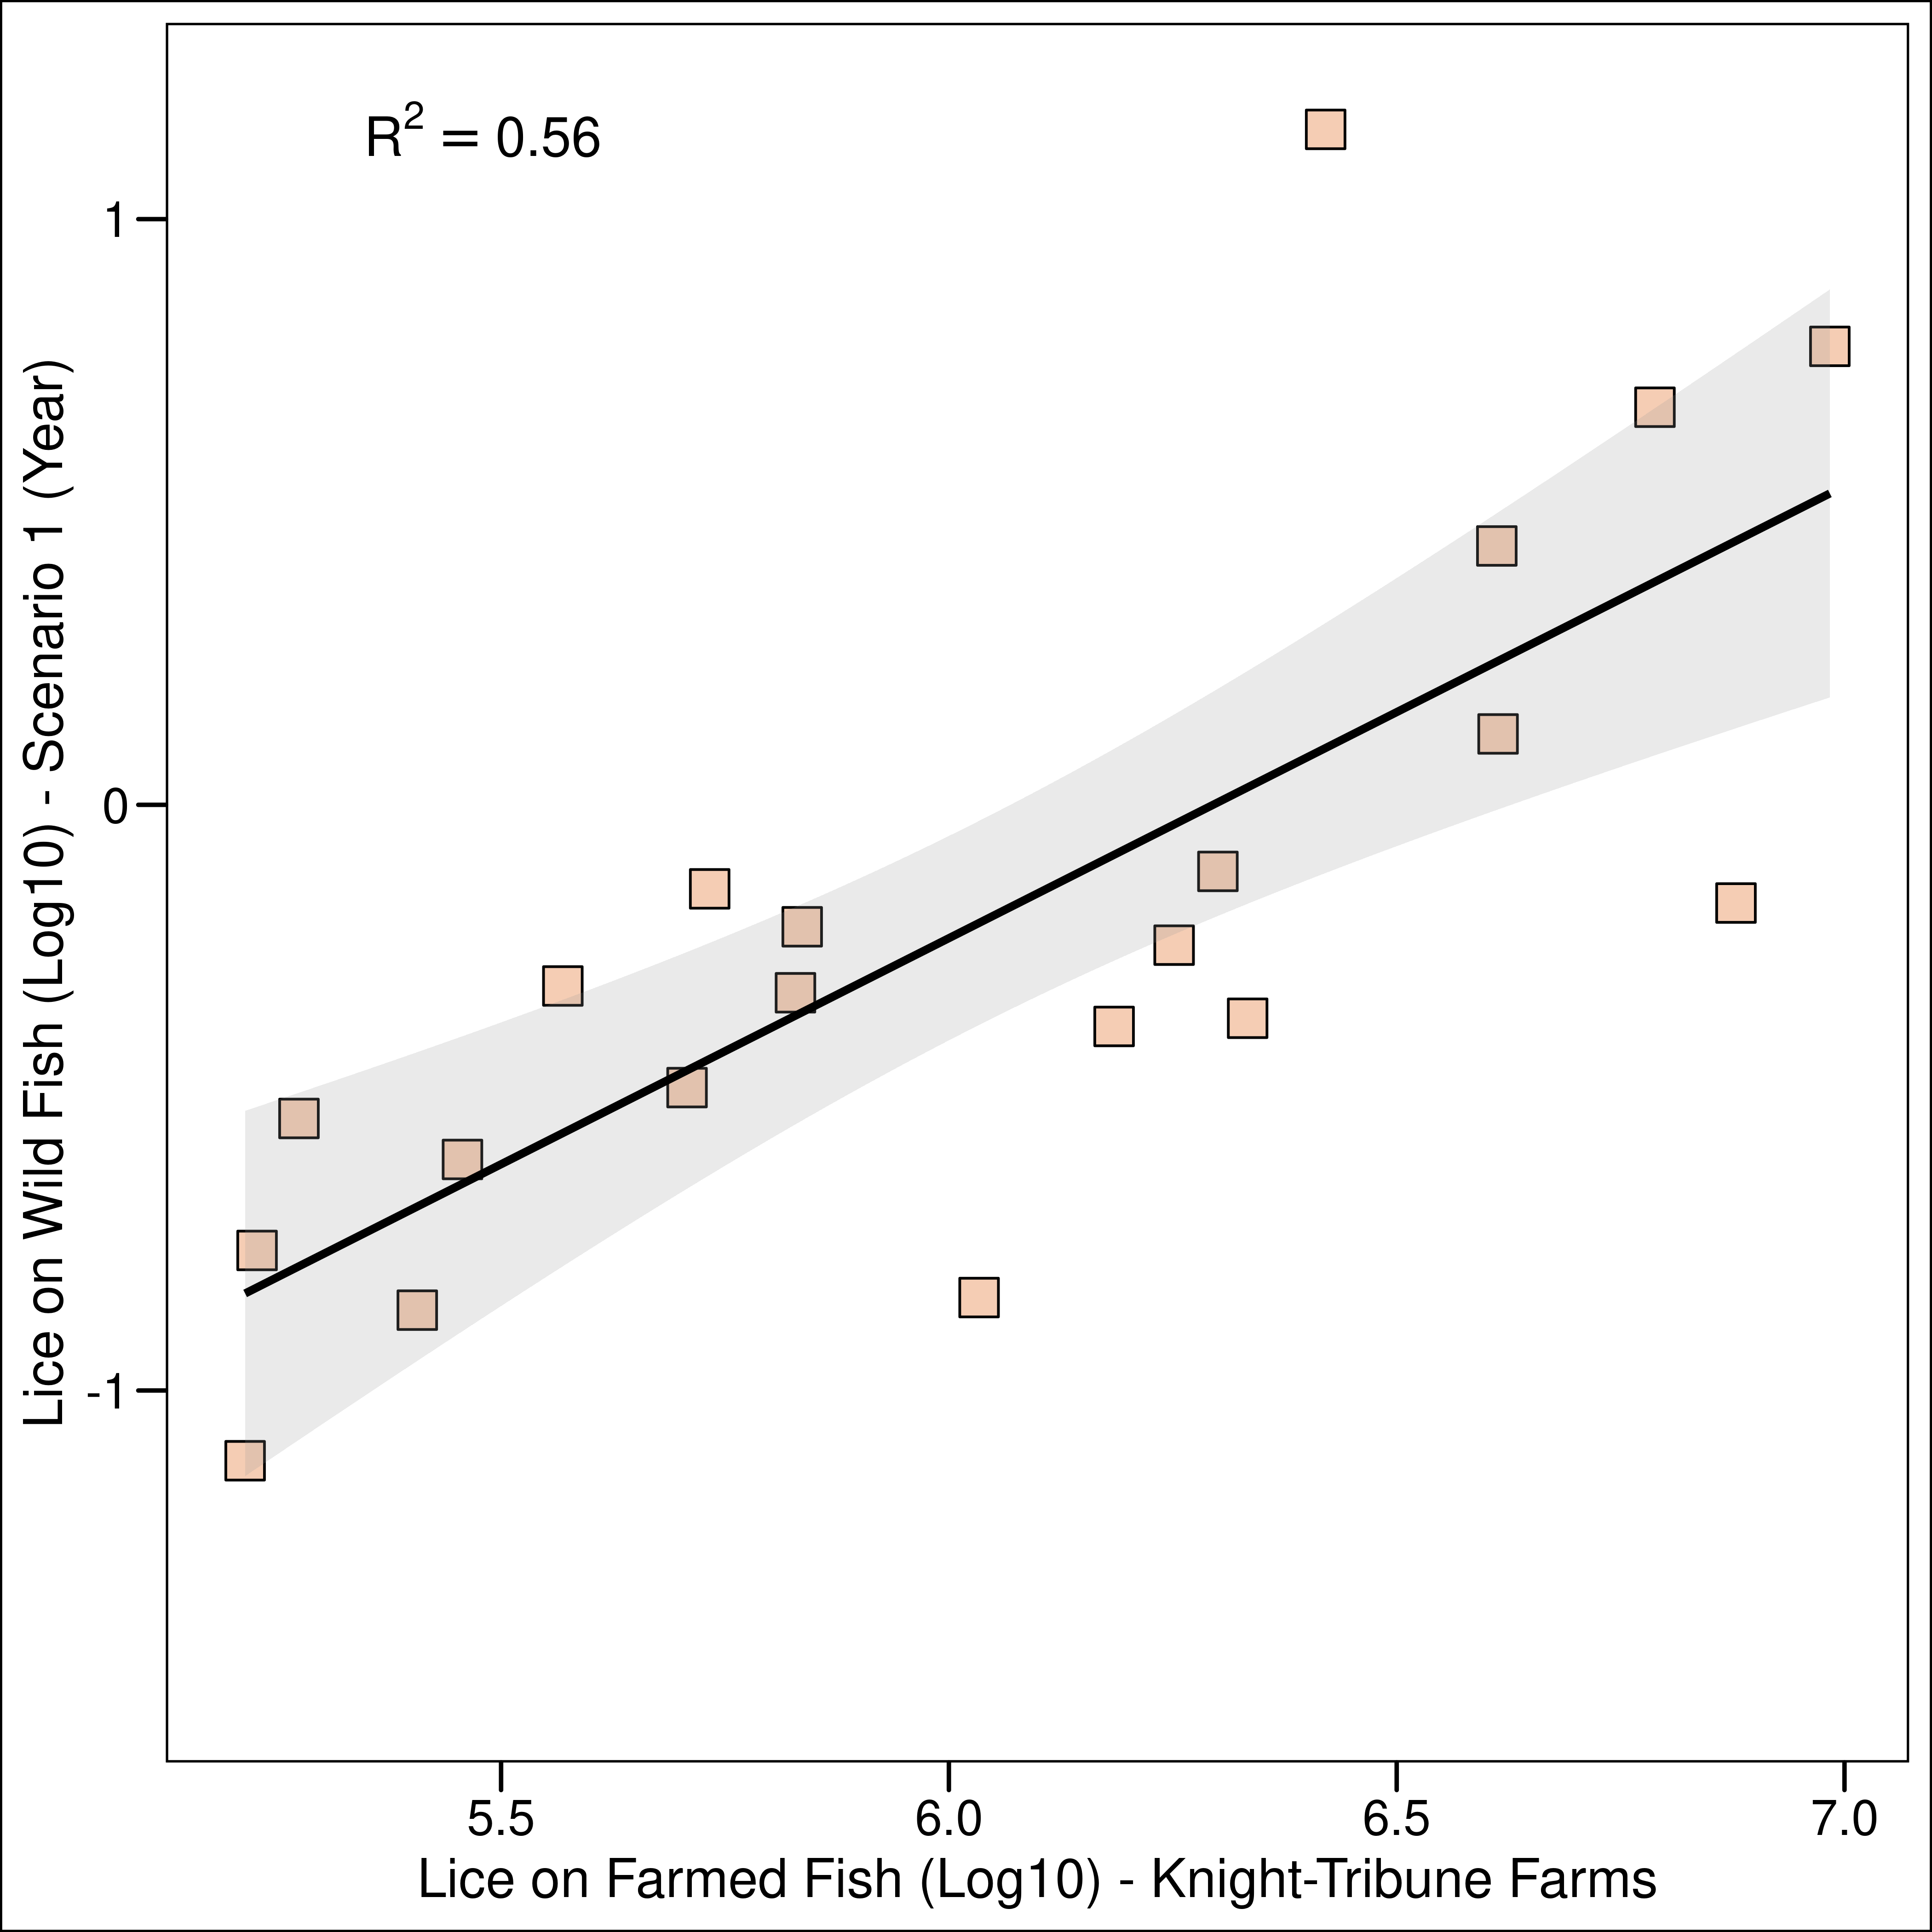 R² = 0.56
1
0
-1
Lice on Wild Fish (Log10) - Scenario 1 (Year)
5.5 6.0 6.5 7.0
Lice on Farmed Fish (Log10) - Knight-Tribune Farms